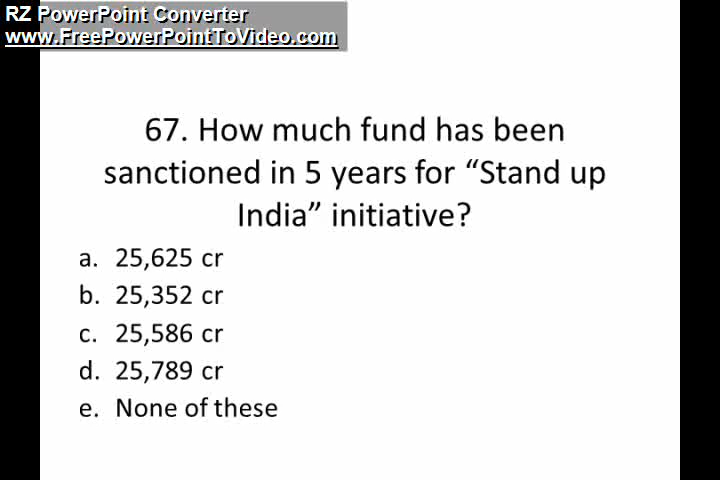 RZ PowerPoint Converter
www.FreePowerPointToVideo.com
67. How much fund has been
sanctioned in 5 years for “Stand up
India” initiative?
a. 25,625 cr
b. 25,352 cr
c. 25,586 cr
d. 25,789 cr
e. None of these